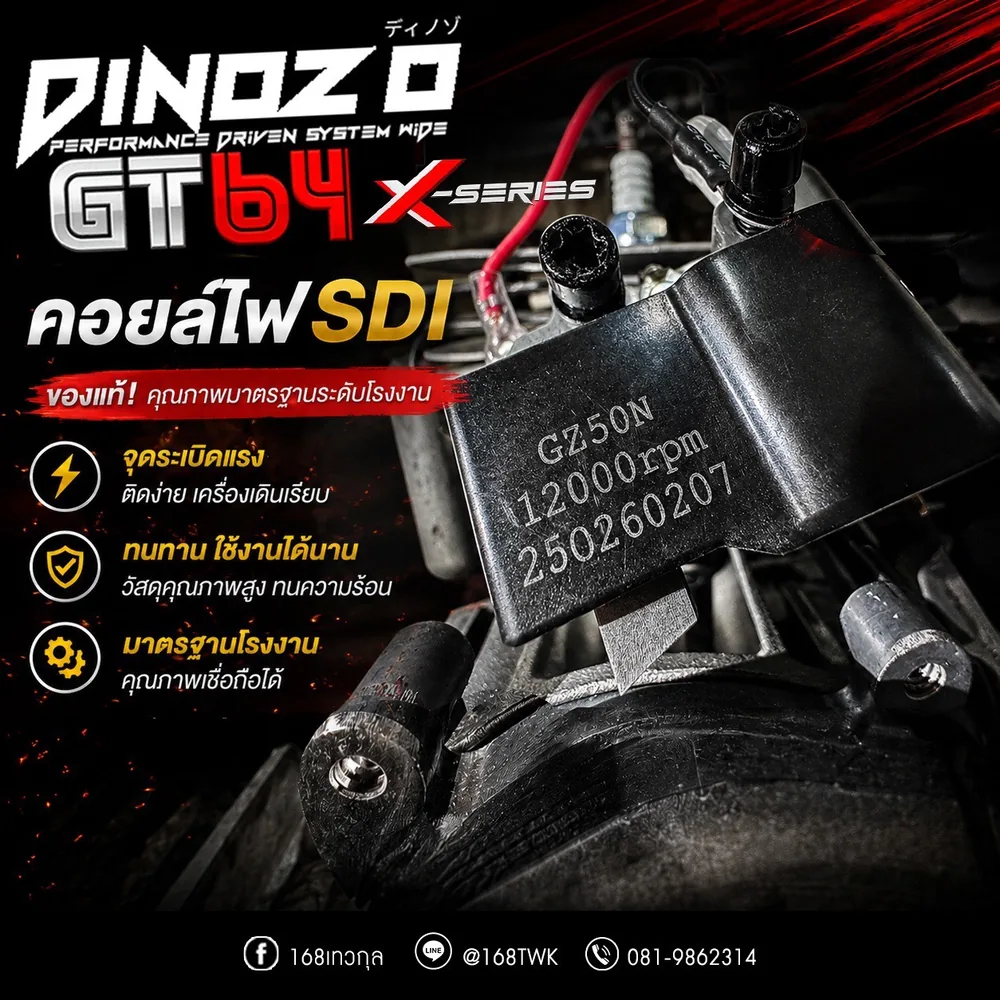 ディノゾ
DINOZO
PERFORMANCE DRIVEN SYSTEM WIDE
GT64 X-SERIES
คอยล์ไฟ SDI
ของแท้! คุณภาพมาตรฐานระดับโรงงาน
จุดระเบิดแรง
ติดง่าย เครื่องเดินเรียบ
ทนทาน ใช้งานได้นาน
วัสดุคุณภาพสูง ทนความร้อน
มาตรฐานโรงงาน
คุณภาพเชื่อถือได้
GZ50N
12000rpm
250260207
168เทวกุล
LINE
@168TWK
081-9862314